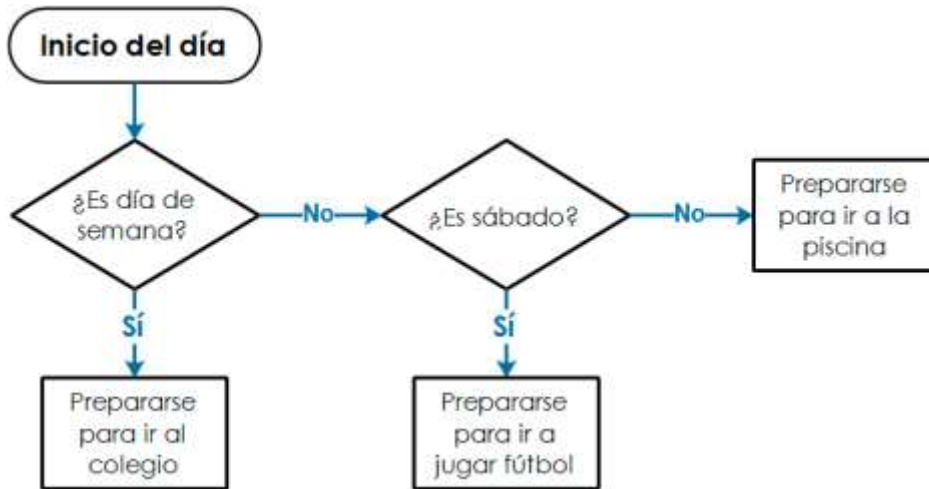 Inicio del día
¿Es día de
semana?
No
¿Es sábado?
No
Prepararse
para ir a la
piscina
Sí
Sí
Prepararse
para ir al
colegio
Prepararse
para ir a
jugar fútbol